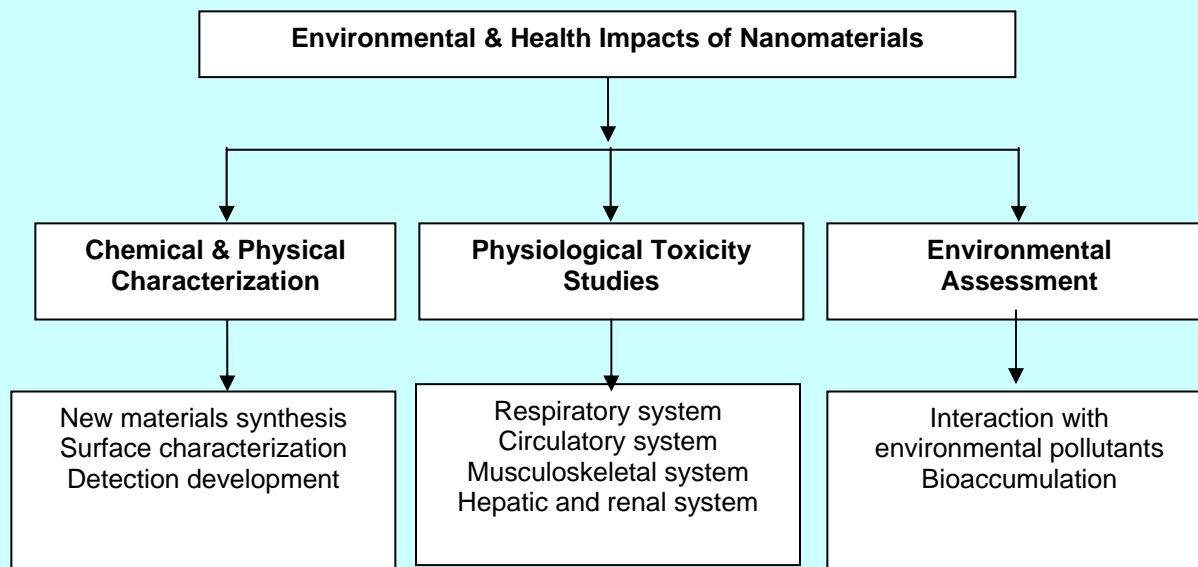 Environmental & Health Impacts of Nanomaterials
Chemical & Physical
Characterization
Physiological Toxicity
Studies
Environmental
Assessment
New materials synthesis
Surface characterization
Detection development
Respiratory system
Circulatory system
Musculoskeletal system
Hepatic and renal system
Interaction with
environmental pollutants
Bioaccumulation